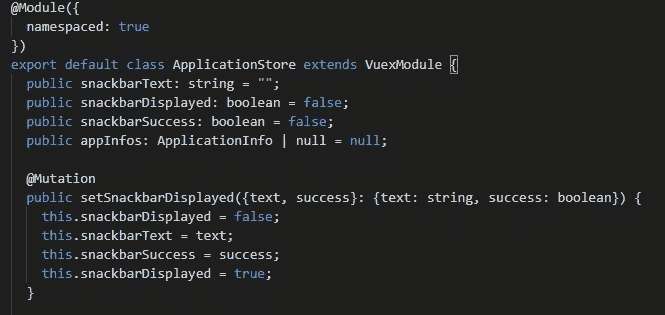 @Module({
  namespaced: true
})
export default class ApplicationStore extends VuexModule {
  public snackbarText: string = "";
  public snackbarDisplayed: boolean = false;
  public snackbarSuccess: boolean = false;
  public appInfos: ApplicationInfo | null = null;

  @Mutation
  public setSnackbarDisplayed({text, success}: {text: string, success: boolean}) {
    this.snackbarDisplayed = false;
    this.snackbarText = text;
    this.snackbarSuccess = success;
    this.snackbarDisplayed = true;
  }